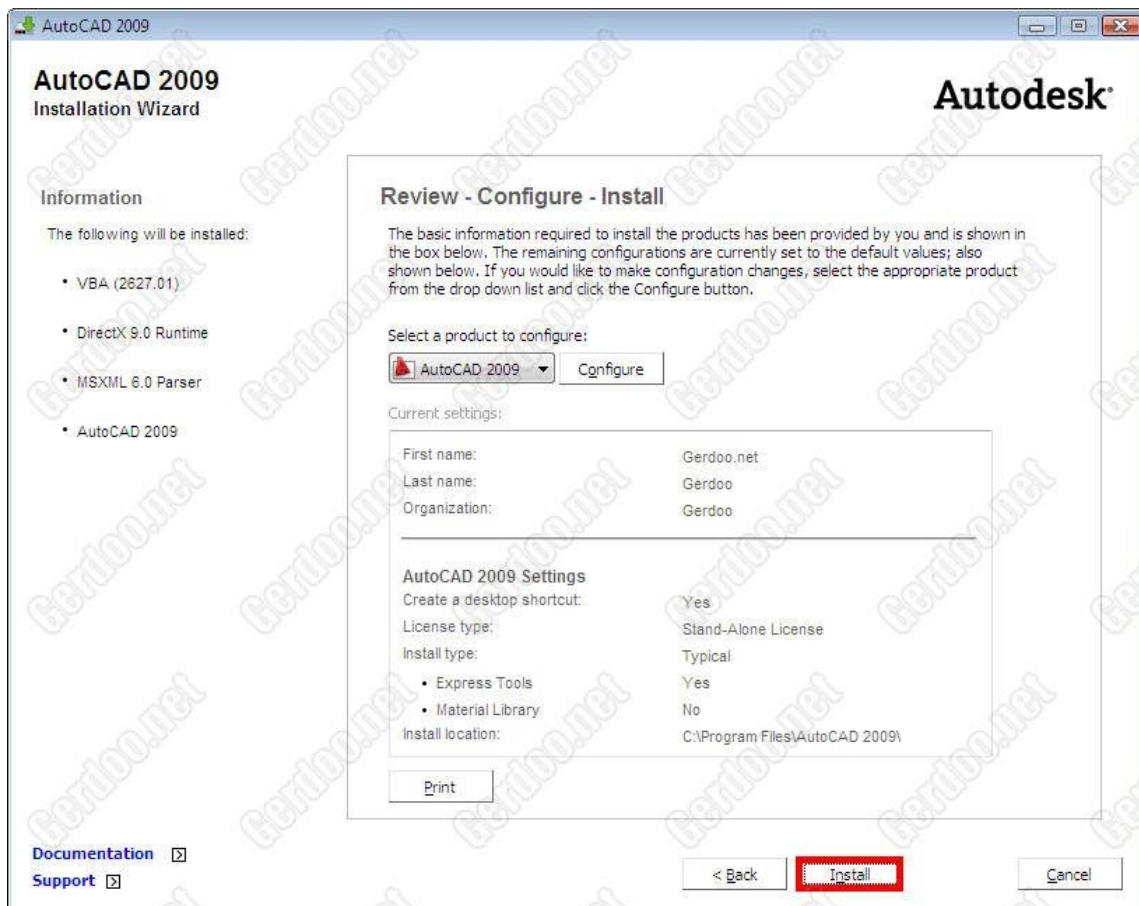 AutoCAD 2009
AutoCAD 2009
Installation Wizard
Autodesk
Information
The following will be installed:
• VBA (2627.01)
• DirectX 9.0 Runtime
• MSXML 6.0 Parser
• AutoCAD 2009
Review - Configure - Install
The basic information required to install the products has been provided by you and is shown in
the box below. The remaining configurations are currently set to the default values; also
shown below. If you would like to make configuration changes, select the appropriate product
from the drop down list and click the Configure button.
Select a product to configure:
AutoCAD 2009 Configure
Current settings:
First name: Gerdoo.net
Last name: Gerdoo
Organization: Gerdoo
AutoCAD 2009 Settings
Create a desktop shortcut: Yes
License type: Stand-Alone License
Install type: Typical
• Express Tools Yes
• Material Library No
Install location: C:\Program Files\AutoCAD 2009\
Print
Documentation
Support
< Back Install Cancel
Gerdoo.net